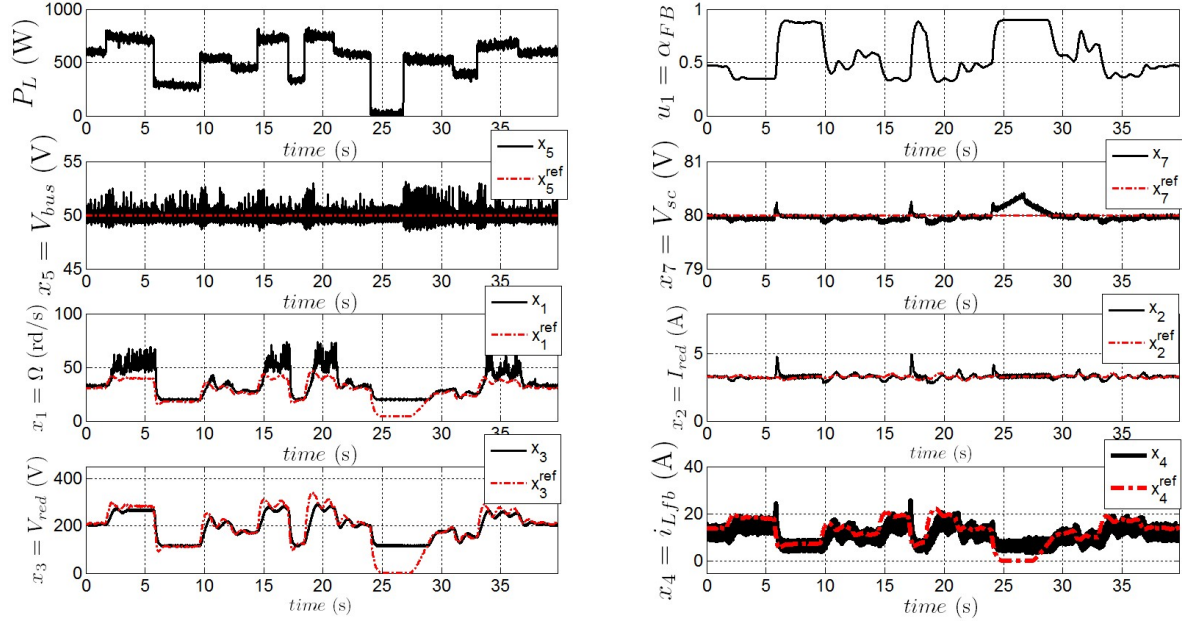 P_L (W)
1000
500
0
0 5 10 15 20 25 30 35
time (s)
x_5 = V_bus (V)
55
50
45
x_5
x_5^ref
0 5 10 15 20 25 30 35
time (s)
x_1 = Ω (rd/s)
100
50
0
x_1
x_1^ref
0 5 10 15 20 25 30 35
time (s)
x_3 = V_red (V)
400
200
0
x_3
x_3^ref
0 5 10 15 20 25 30 35
time (s)
u_1 = α_FB
1
0.5
0
0 5 10 15 20 25 30 35
time (s)
x_7 = V_sc (V)
81
80
79
x_7
x_7^ref
0 5 10 15 20 25 30 35
time (s)
x_2 = I_red (A)
5
0
x_2
x_2^ref
0 5 10 15 20 25 30 35
time (s)
x_4 = i_Lfb (A)
40
20
0
x_4
x_4^ref
0 5 10 15 20 25 30 35
time (s)